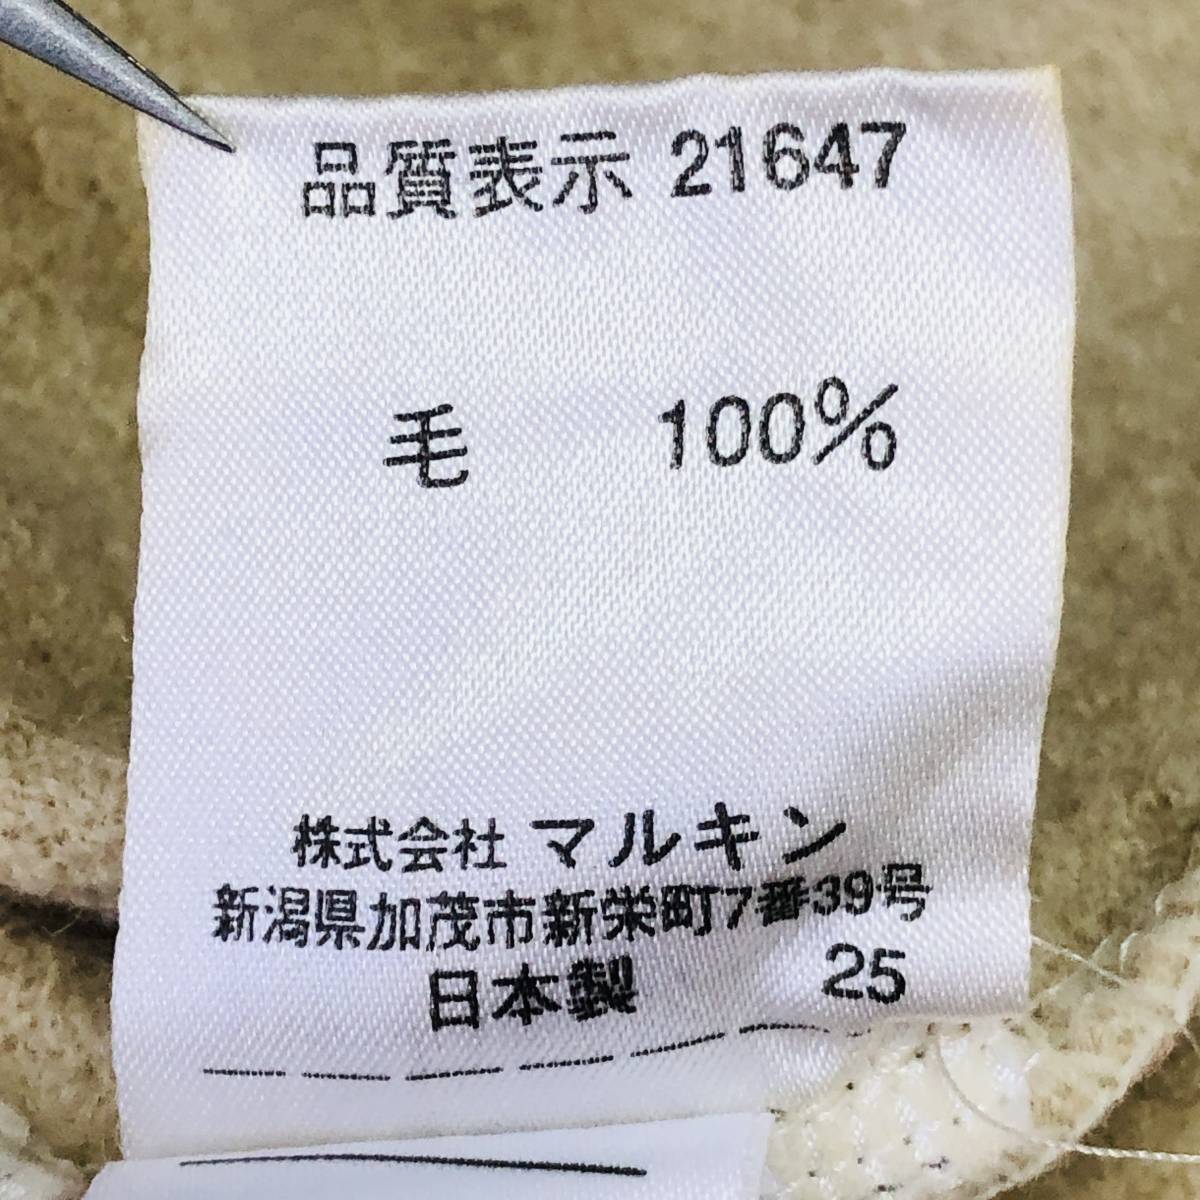 品質表示 21647
毛 100%
株式会社 マルキン
新潟県加茂市新栄町7番39号
日本製 25